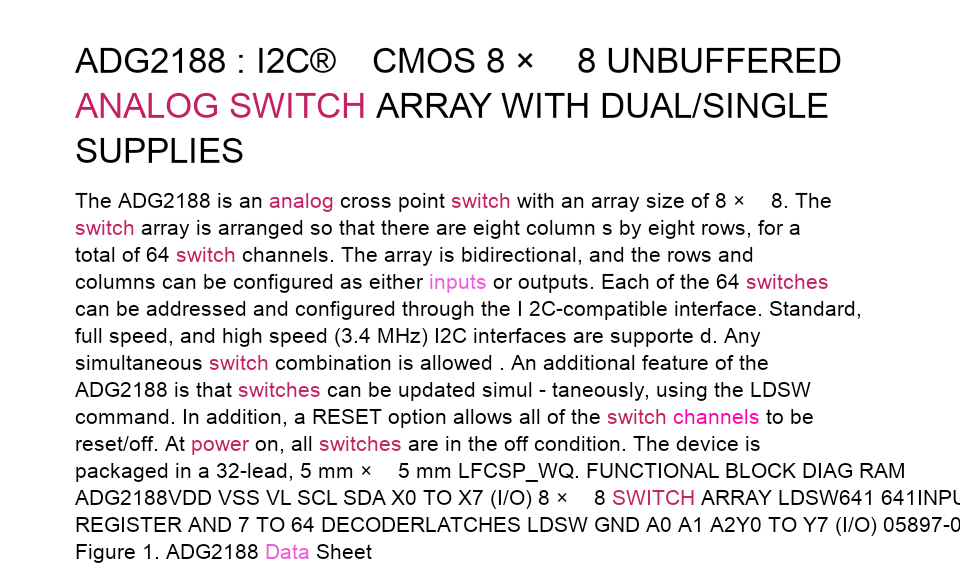 ADG2188 : I2C® CMOS 8 × 8 UNBUFFERED
ANALOG SWITCH ARRAY WITH DUAL/SINGLE
SUPPLIES
The ADG2188 is an analog cross point switch with an array size of 8 × 8. The
switch array is arranged so that there are eight column s by eight rows, for a
total of 64 switch channels. The array is bidirectional, and the rows and
columns can be configured as either inputs or outputs. Each of the 64 switches
can be addressed and configured through the I 2C-compatible interface. Standard,
full speed, and high speed (3.4 MHz) I2C interfaces are supporte d. Any
simultaneous switch combination is allowed . An additional feature of the
ADG2188 is that switches can be updated simul - taneously, using the LDSW
command. In addition, a RESET option allows all of the switch channels to be
reset/off. At power on, all switches are in the off condition. The device is
packaged in a 32-lead, 5 mm × 5 mm LFCSP_WQ. FUNCTIONAL BLOCK DIAG RAM
ADG2188VDD VSS VL SCL SDA X0 TO X7 (I/O) 8 × 8 SWITCH ARRAY LDSW641 641INPU
REGISTER AND 7 TO 64 DECODERLATCHES LDSW GND A0 A1 A2Y0 TO Y7 (I/O) 05897-0
Figure 1. ADG2188 Data Sheet